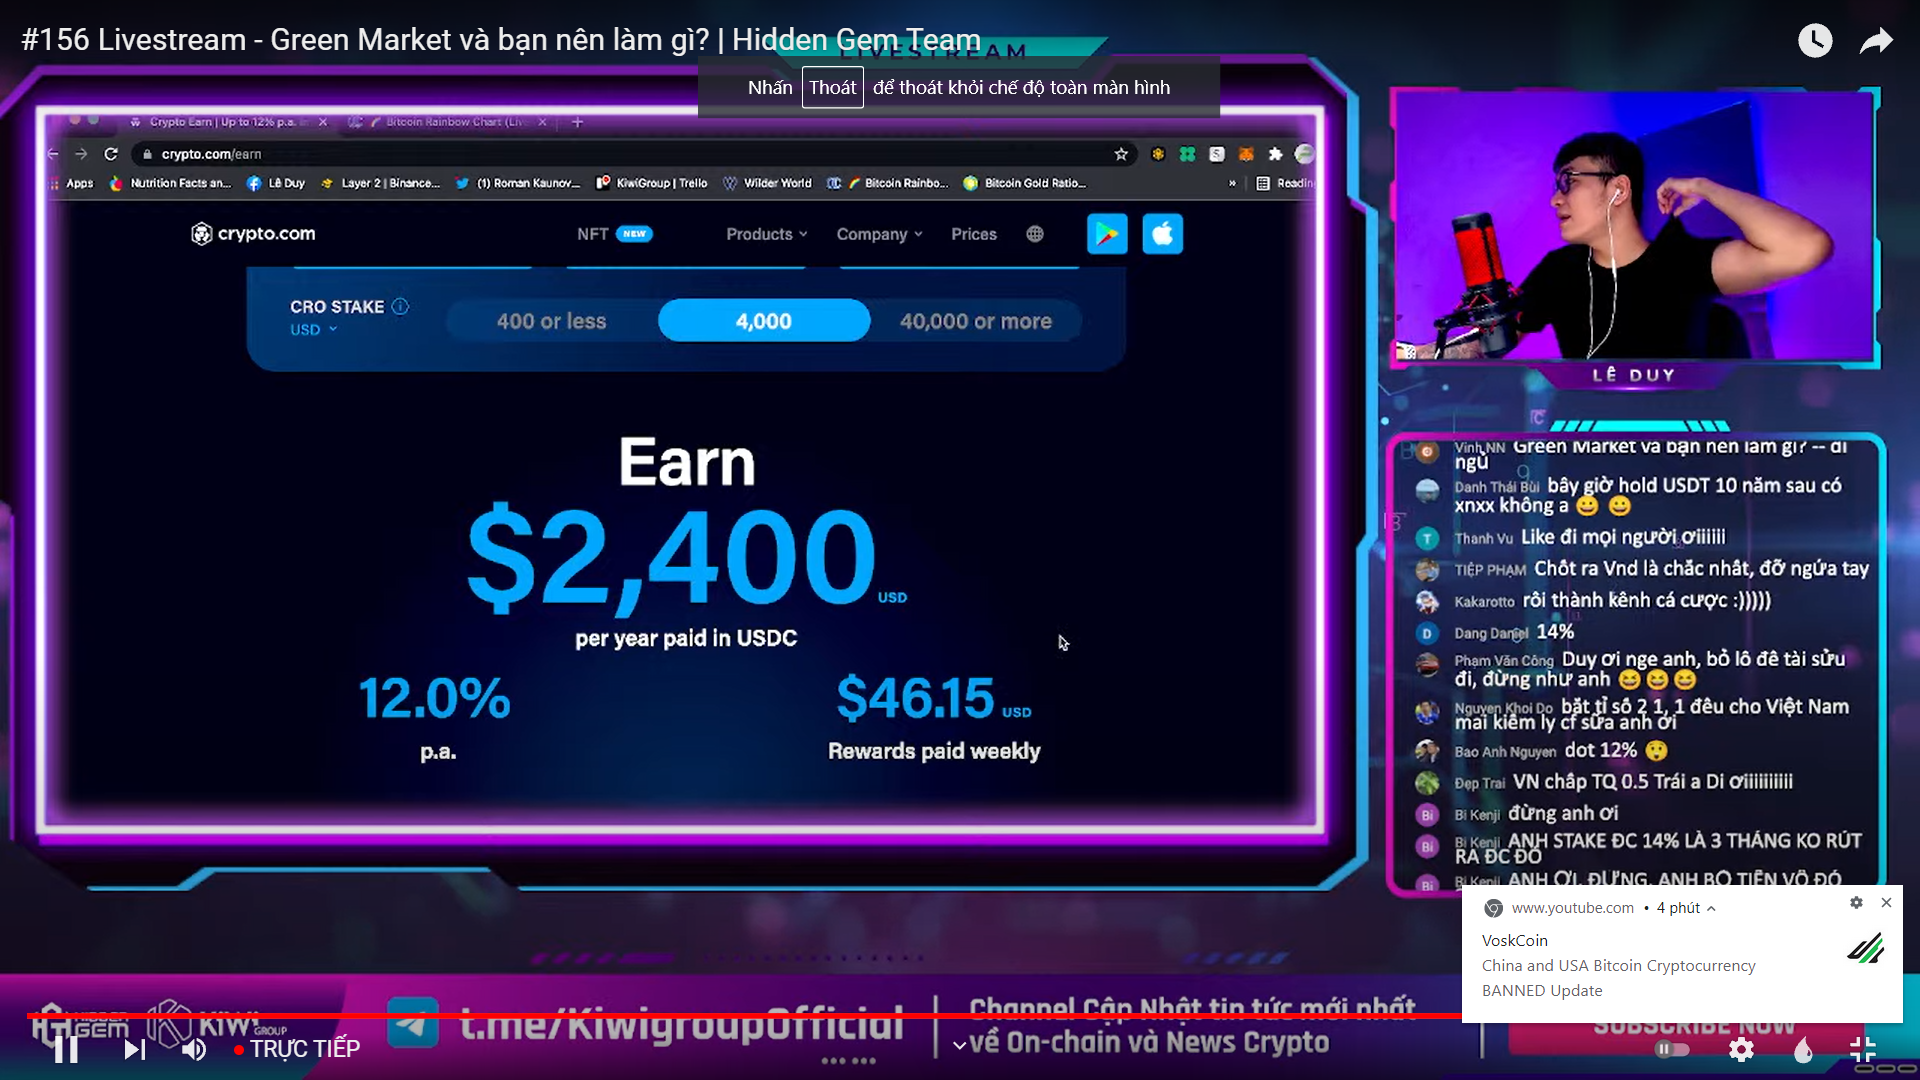 #156 Livestream - Green Market và bạn nên làm gì? | Hidden Gem Team
LIVESTREAM
Nhấn Thoát để thoát khỏi chế độ toàn màn hình
Crypto Earn | Up to 12% p.a. in
Bitcoin Rainbow Chart (Liv
crypto.com/earn
Apps
Nutrition Facts an...
Lê Duy
Layer 2 | Binance...
(1) Roman Kaunov...
KiwiGroup | Trello
Wilder World
Bitcoin Rainbo...
Bitcoin Gold Ratio...
»
Readin
crypto.com
NFT NEW
Products
Company
Prices
CRO STAKE
USD
400 or less
4,000
40,000 or more
Earn
$2,400 USD
per year paid in USDC
12.0%
p.a.
$46.15 USD
Rewards paid weekly
LÊ DUY
Vinh NN Green Market và bạn nên làm gì? -- đi
ngủ
Danh Thái Bùi bây giờ hold USDT 10 năm sau có
xnxx không a 😀 😀
Thanh Vu Like đi mọi người ơiiiiii
TIỆP PHẠM Chốt ra Vnd là chắc nhất, đỡ ngứa tay
Kakarotto rồi thành kênh cá cược :)))))
Dang Daniel 14%
Phạm Văn Công Duy ơi nge anh, bỏ lô đê tài sửu
đi, đừng như anh 😆😆😆
Nguyen Khoi Do bặt tỉ số 2 1, 1 đều cho Việt Nam
mai kiếm ly cf sữa anh ơi
Bao Anh Nguyen dot 12% 😲
Đẹp Trai VN chấp TQ 0.5 Trái a Di ơiiiiiiiiii
Bi Kenji đừng anh ơi
Bi Kenji ANH STAKE ĐC 14% LÀ 3 THÁNG KO RÚT
RA ĐC ĐÓ
Bi Kenji ANH ƠI, ĐỪNG, ANH BỎ TIỀN VÔ ĐÓ
www.youtube.com • 4 phút
VoskCoin
China and USA Bitcoin Cryptocurrency
BANNED Update
HIDDEN
GEM
KIWI
GROUP
t.me/KiwigroupOfficial
Channel Cập Nhật tin tức mới nhất
về On-chain và News Crypto
SUBSCRIBE NOW
TRỰC TIẾP